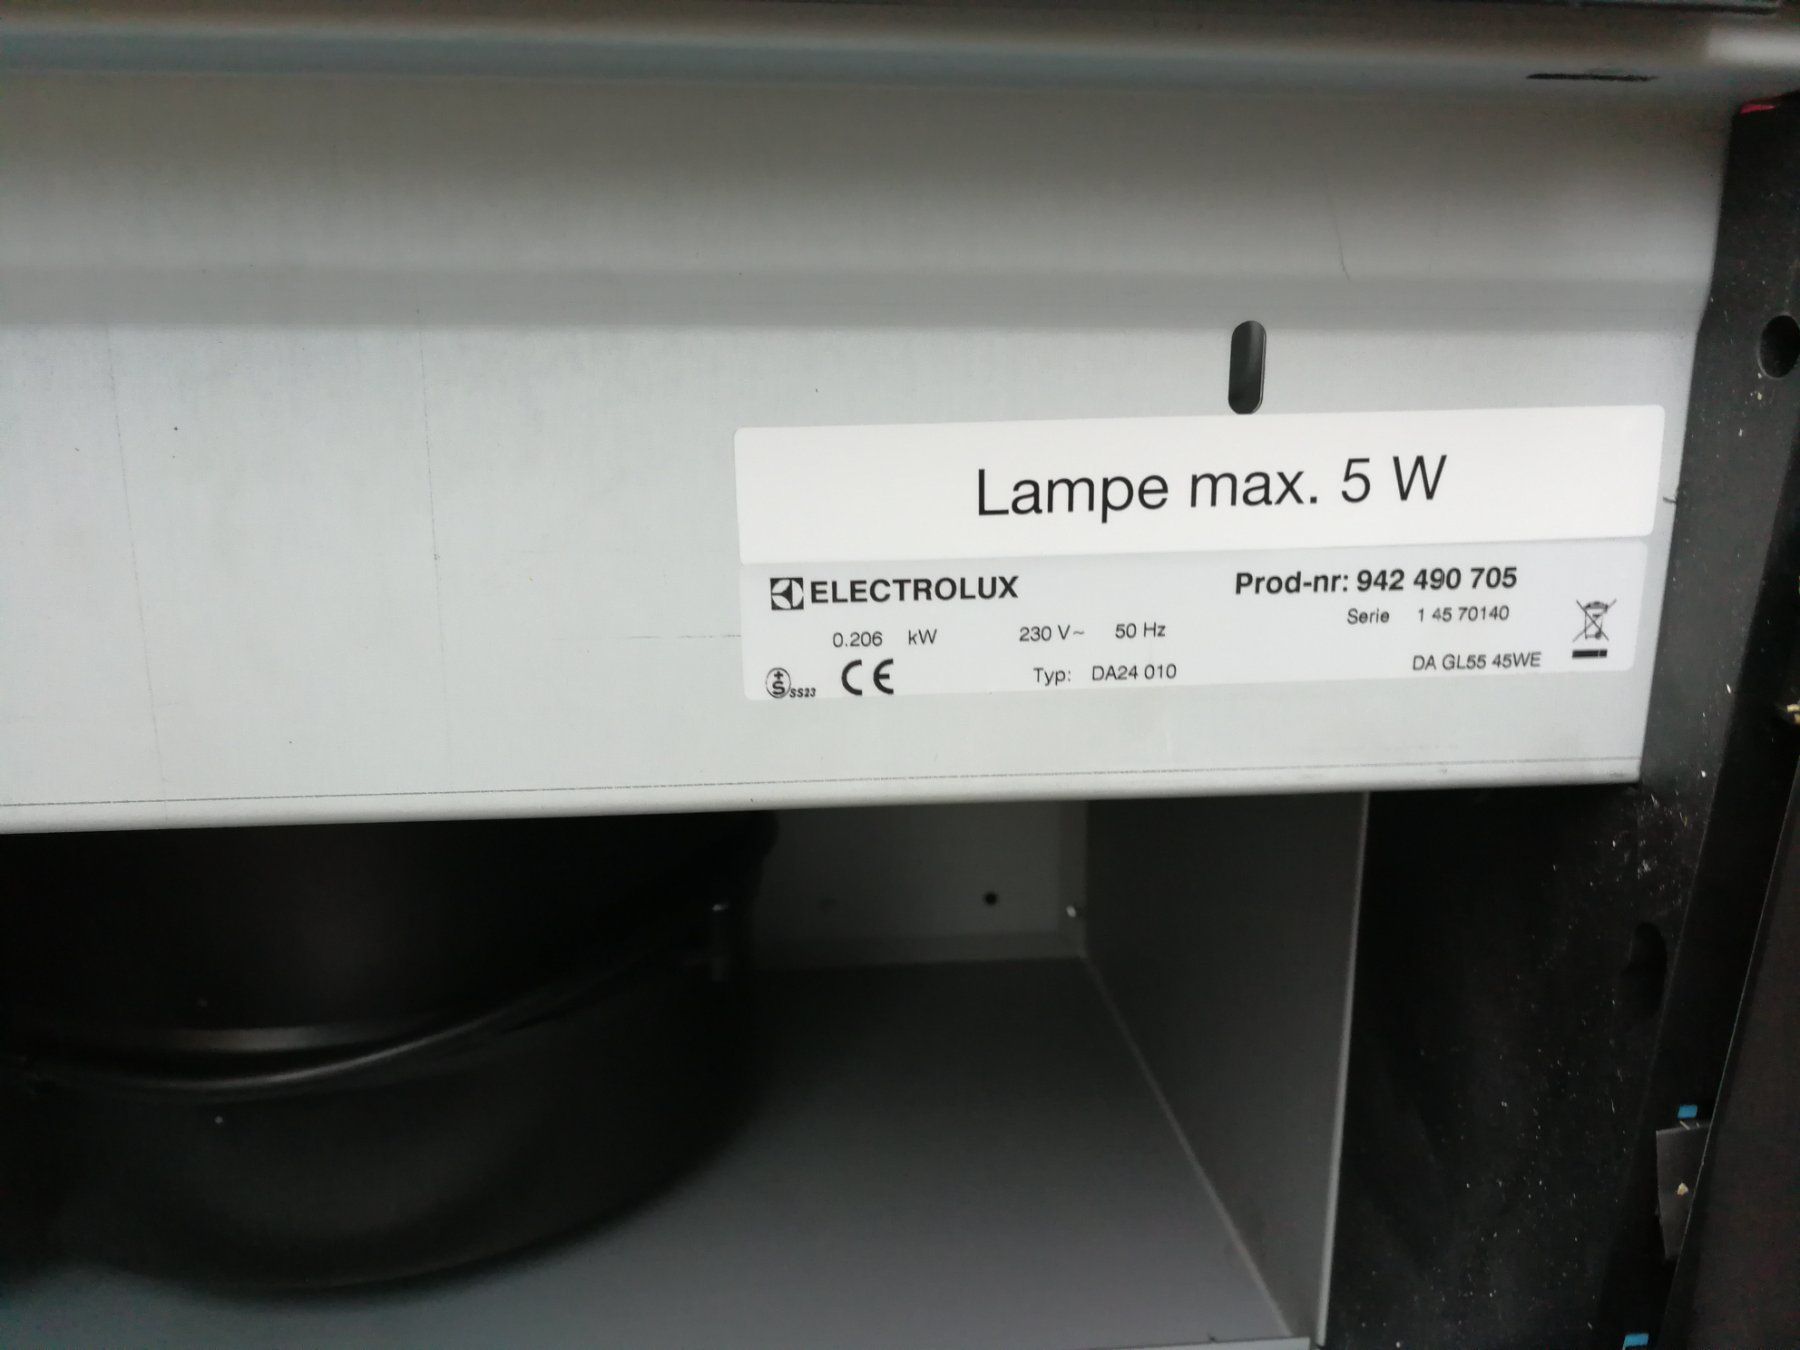 Lampe max. 5 W
ELECTROLUX
Prod-nr: 942 490 705
Serie 1 45 70140
0.206 kW 230 V~ 50 Hz
DA GL55 45WE
S SS23 CE Typ: DA24 010